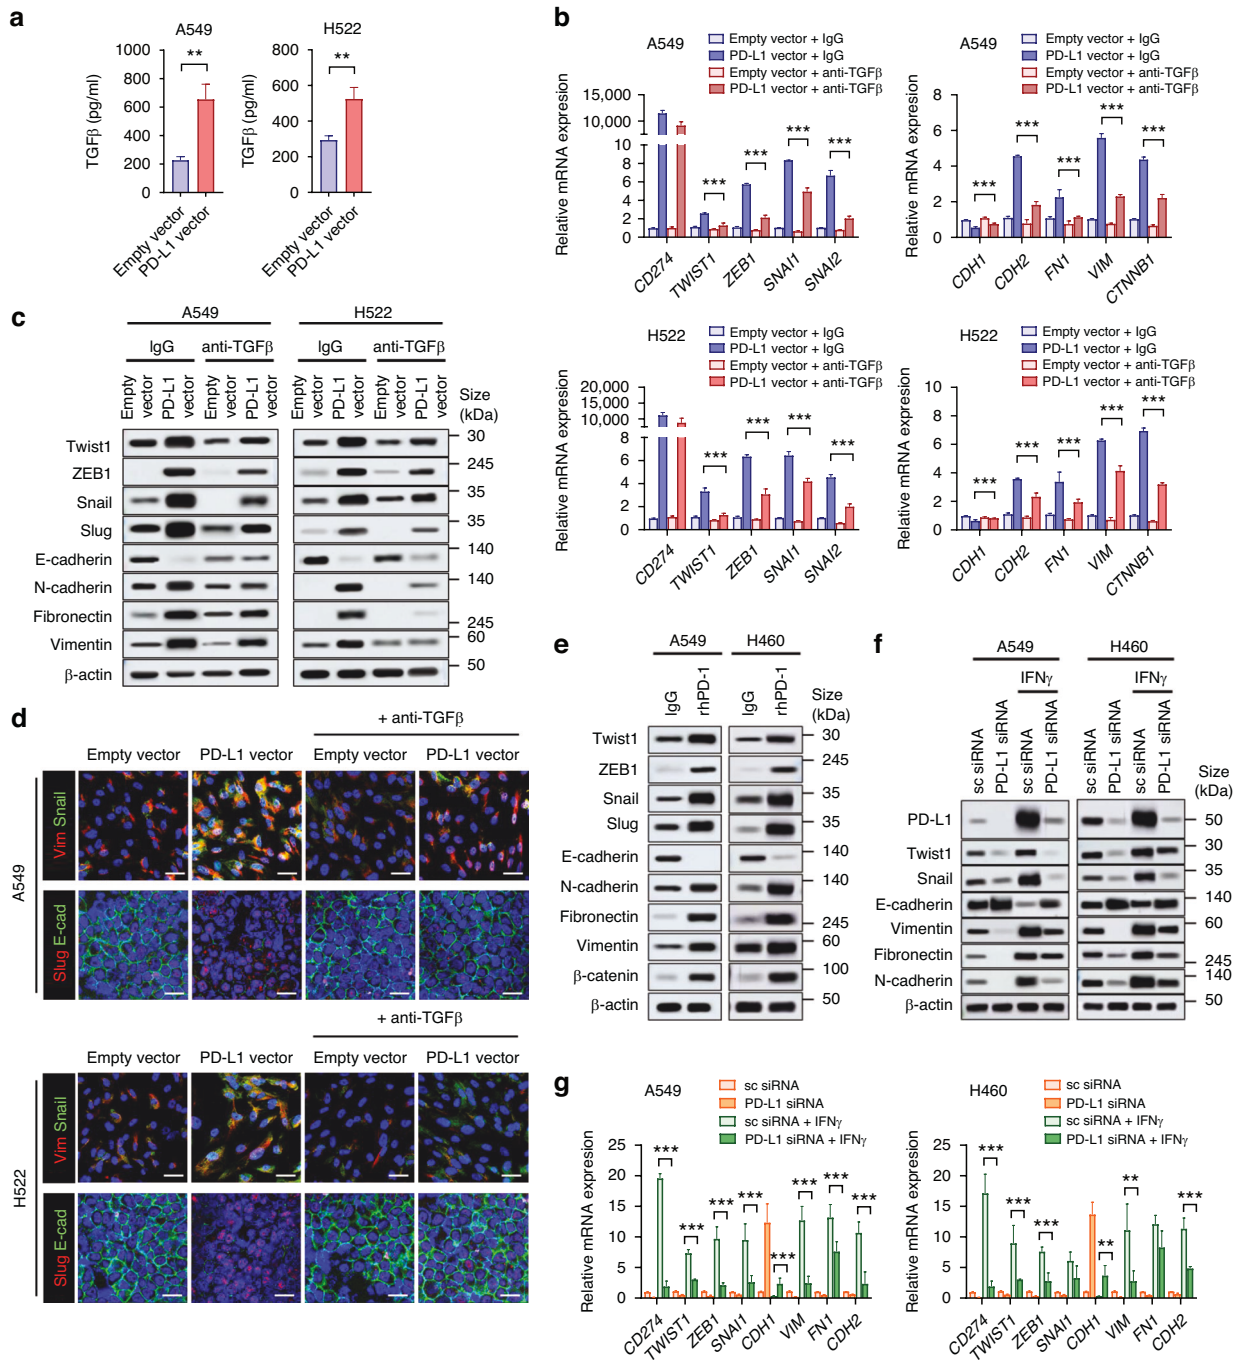 a
A549
H522
TGFβ (pg/ml)
1000
800
600
400
200
0
**
Empty vector
PD-L1 vector
TGFβ (pg/ml)
800
600
400
200
0
**
Empty vector
PD-L1 vector
b
A549
Empty vector + IgG
PD-L1 vector + IgG
Empty vector + anti-TGFβ
PD-L1 vector + anti-TGFβ
Relative mRNA expression
15,000
10,000
10
8
6
4
2
0
*** *** *** ***
CD274 TWIST1 ZEB1 SNAI1 SNAI2
A549
Empty vector + IgG
PD-L1 vector + IgG
Empty vector + anti-TGFβ
PD-L1 vector + anti-TGFβ
Relative mRNA expresion
8
6
4
2
0
*** *** *** *** ***
CDH1 CDH2 FN1 VIM CTNNB1
H522
Empty vector + IgG
PD-L1 vector + IgG
Empty vector + anti-TGFβ
PD-L1 vector + anti-TGFβ
Relative mRNA expresion
20,000
15,000
10,000
8
6
4
2
0
*** *** *** ***
CD274 TWIST1 ZEB1 SNAI1 SNAI2
H522
Empty vector + IgG
PD-L1 vector + IgG
Empty vector + anti-TGFβ
PD-L1 vector + anti-TGFβ
Relative mRNA expresion
10
8
6
4
2
0
*** *** *** *** ***
CDH1 CDH2 FN1 VIM CTNNB1
c
A549 H522
IgG anti-TGFβ IgG anti-TGFβ
Empty vector PD-L1 vector Empty vector PD-L1 vector Empty vector PD-L1 vector Empty vector PD-L1 vector
Size (kDa)
Twist1 30
ZEB1 245
Snail 35
Slug 35
E-cadherin 140
N-cadherin 140
Fibronectin 245
Vimentin 60
β-actin 50
d
+ anti-TGFβ
Empty vector PD-L1 vector Empty vector PD-L1 vector
A549
Vim Snail
Slug E-cad
+ anti-TGFβ
Empty vector PD-L1 vector Empty vector PD-L1 vector
H522
Vim Snail
Slug E-cad
e
A549 H460
IgG rhPD-1 IgG rhPD-1
Size
(kDa)
Twist1 30
ZEB1 245
Snail 35
Slug 35
E-cadherin 140
N-cadherin 140
Fibronectin 245
Vimentin 60
β-catenin 100
β-actin 50
f
A549 H460
IFNγ IFNγ
sc siRNA PD-L1 siRNA sc siRNA PD-L1 siRNA sc siRNA PD-L1 siRNA sc siRNA PD-L1 siRNA
Size
(kDa)
PD-L1 50
Twist1 30
Snail 35
E-cadherin 140
Vimentin 60
Fibronectin 245
N-cadherin 140
β-actin 50
g
A549
sc siRNA
PD-L1 siRNA
sc siRNA + IFNγ
PD-L1 siRNA + IFNγ
Relative mRNA expresion
25
20
15
10
5
0
*** *** *** *** *** *** *** ***
CD274 TWIST1 ZEB1 SNAI1 CDH1 VIM FN1 CDH2
H460
sc siRNA
PD-L1 siRNA
sc siRNA + IFNγ
PD-L1 siRNA + IFNγ
Relative mRNA expresion
25
20
15
10
5
0
*** *** *** ** ** ***
CD274 TWIST1 ZEB1 SNAI1 CDH1 VIM FN1 CDH2